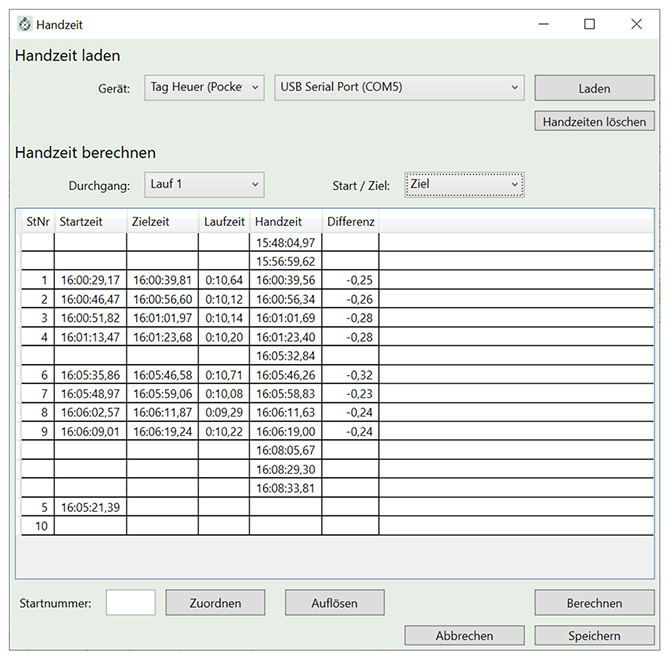 Handzeit
Handzeit laden
Gerät: Tag Heuer (Pocke USB Serial Port (COM5) Laden
Handzeiten löschen
Handzeit berechnen
Durchgang: Lauf 1 Start / Ziel: Ziel
StNr Startzeit Zielzeit Laufzeit Handzeit Differenz
15:48:04,97
15:56:59,62
1 16:00:29,17 16:00:39,81 0:10,64 16:00:39,56 -0,25
2 16:00:46,47 16:00:56,60 0:10,12 16:00:56,34 -0,26
3 16:00:51,82 16:01:01,97 0:10,14 16:01:01,69 -0,28
4 16:01:13,47 16:01:23,68 0:10,20 16:01:23,40 -0,28
16:05:32,84
6 16:05:35,86 16:05:46,58 0:10,71 16:05:46,26 -0,32
7 16:05:48,97 16:05:59,06 0:10,08 16:05:58,83 -0,23
8 16:06:02,57 16:06:11,87 0:09,29 16:06:11,63 -0,24
9 16:06:09,01 16:06:19,24 0:10,22 16:06:19,00 -0,24
16:08:05,67
16:08:29,30
16:08:33,81
5 16:05:21,39
10
Startnummer: Zuordnen Auflösen Berechnen
Abbrechen Speichern